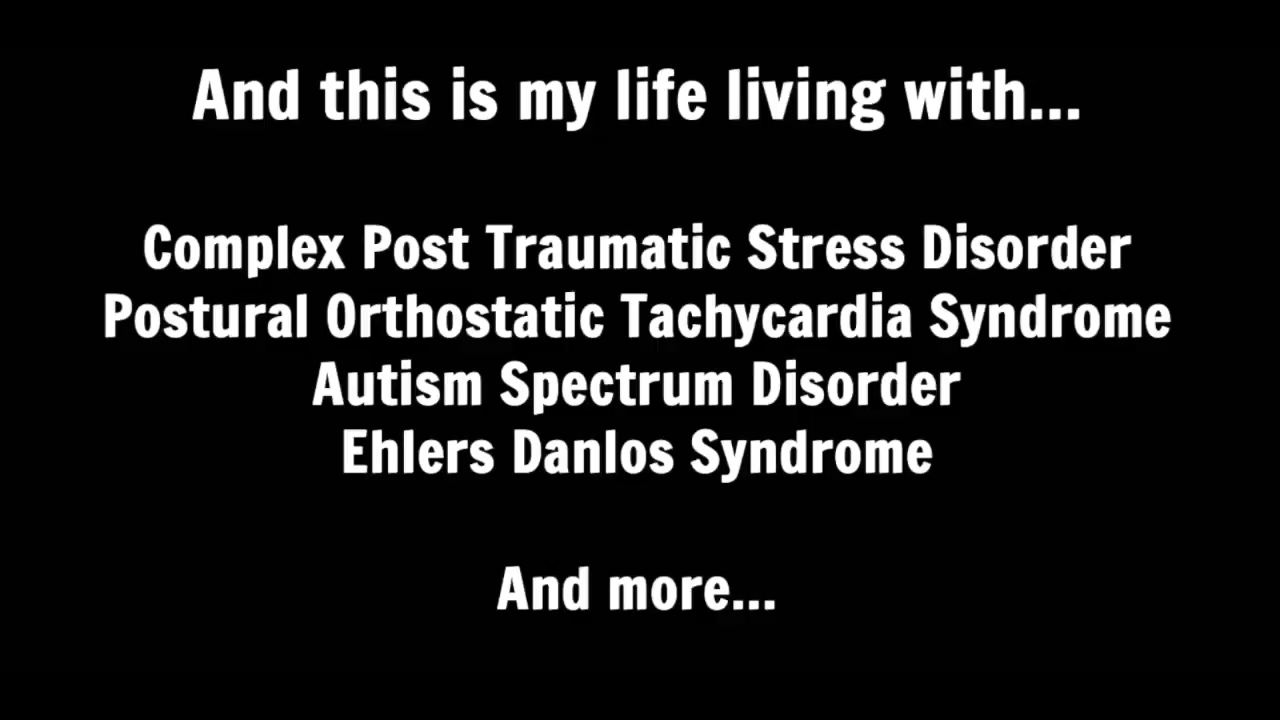 And this is my life living with...
Complex Post Traumatic Stress Disorder
Postural Orthostatic Tachycardia Syndrome
Autism Spectrum Disorder
Ehlers Danlos Syndrome
And more...